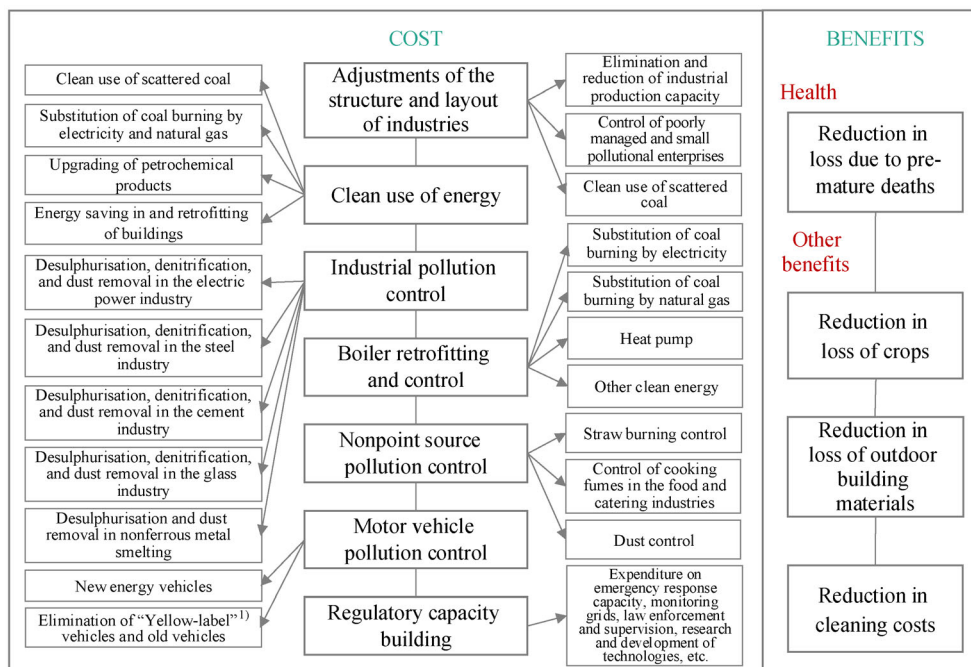 COST
Clean use of scattered coal
Substitution of coal burning by
electricity and natural gas
Upgrading of petrochemical
products
Energy saving in and retrofitting
of buildings
Desulphurisation, denitrification,
and dust removal in the electric
power industry
Desulphurisation, denitrification,
and dust removal in the steel
industry
Desulphurisation, denitrification,
and dust removal in the cement
industry
Desulphurisation, denitrification,
and dust removal in the glass
industry
Desulphurisation and dust
removal in nonferrous metal
smelting
New energy vehicles
Elimination of “Yellow-label”1)
vehicles and old vehicles
Adjustments of the
structure and layout
of industries
Clean use of energy
Industrial pollution
control
Boiler retrofitting
and control
Nonpoint source
pollution control
Motor vehicle
pollution control
Regulatory capacity
building
Elimination and
reduction of industrial
production capacity
Control of poorly
managed and small
pollutional enterprises
Clean use of scattered
coal
Substitution of coal
burning by electricity
Substitution of coal
burning by natural gas
Heat pump
Other clean energy
Straw burning control
Control of cooking
fumes in the food and
catering industries
Dust control
Expenditure on
emergency response
capacity, monitoring
grids, law enforcement
and supervision, research
and development of
technologies, etc.
BENEFITS
Health
Reduction in
loss due to pre-
mature deaths
Other
benefits
Reduction in
loss of crops
Reduction in
loss of outdoor
building
materials
Reduction in
cleaning costs